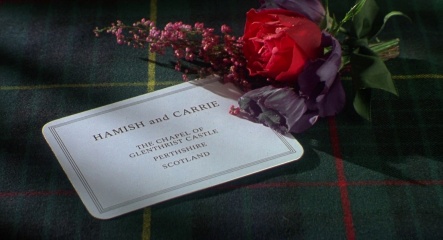 HAMISH and CARRIE
THE CHAPEL OF
GLENTHRIST CASTLE
PERTHSHIRE
SCOTLAND